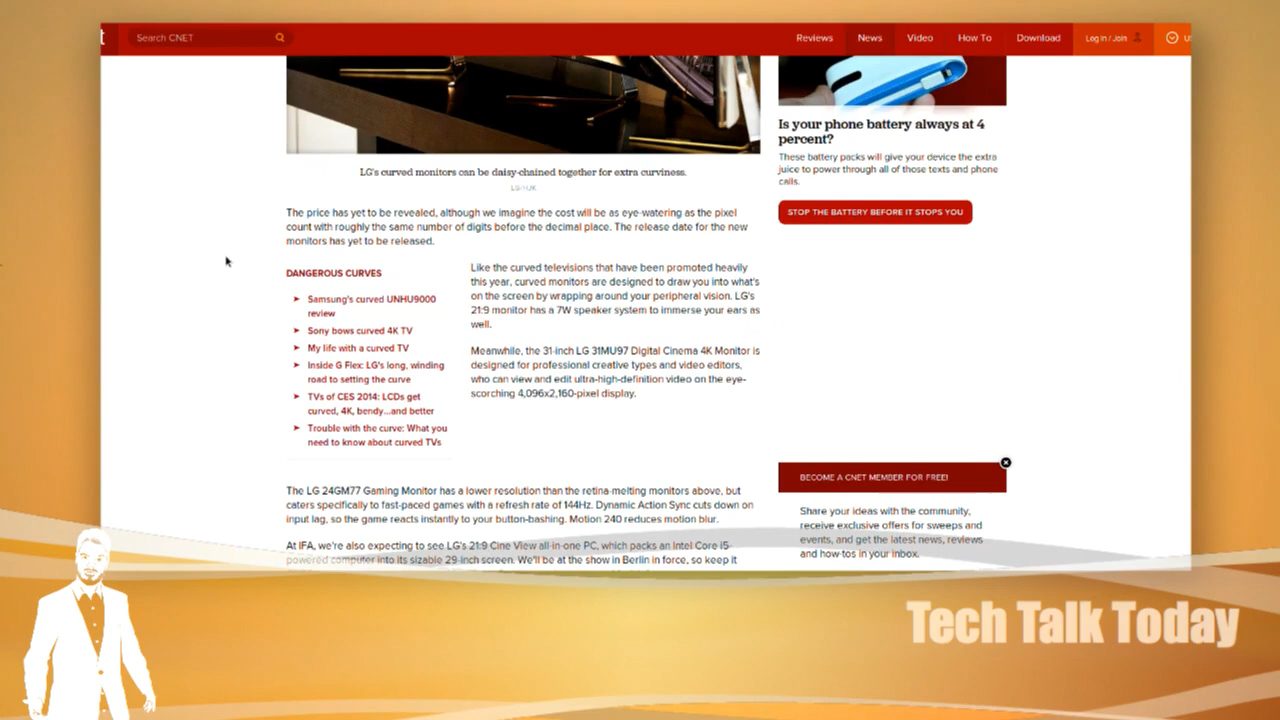 t
Search CNET
Reviews
News
Video
How To
Download
Log In / Join
US
LG's curved monitors can be daisy-chained together for extra curviness.
LG/HJK
The price has yet to be revealed, although we imagine the cost will be as eye-watering as the pixel
count with roughly the same number of digits before the decimal place. The release date for the new
monitors has yet to be released.
DANGEROUS CURVES
Samsung's curved UNHU9000
review
Sony bows curved 4K TV
My life with a curved TV
Inside G Flex: LG's long, winding
road to setting the curve
TVs of CES 2014: LCDs get
curved, 4K, bendy...and better
Trouble with the curve: What you
need to know about curved TVs
Like the curved televisions that have been promoted heavily
this year, curved monitors are designed to draw you into what's
on the screen by wrapping around your peripheral vision. LG's
21:9 monitor has a 7W speaker system to immerse your ears as
well.
Meanwhile, the 31-inch LG 31MU97 Digital Cinema 4K Monitor is
designed for professional creative types and video editors,
who can view and edit ultra-high-definition video on the eye-
scorching 4,096x2,160-pixel display.
The LG 24GM77 Gaming Monitor has a lower resolution than the retina-melting monitors above, but
caters specifically to fast-paced games with a refresh rate of 144Hz. Dynamic Action Sync cuts down on
input lag, so the game reacts instantly to your button-bashing. Motion 240 reduces motion blur.
At IFA, we're also expecting to see LG's 21:9 Cine View all-in-one PC, which packs an Intel Core i5-
powered computer into its sizable 29-inch screen. We'll be at the show in Berlin in force, so keep it
Is your phone battery always at 4
percent?
These battery packs will give your device the extra
juice to power through all of those texts and phone
calls.
STOP THE BATTERY BEFORE IT STOPS YOU
BECOME A CNET MEMBER FOR FREE!
Share your ideas with the community,
receive exclusive offers for sweeps and
events, and get the latest news, reviews
and how-tos in your inbox.
Tech Talk Today